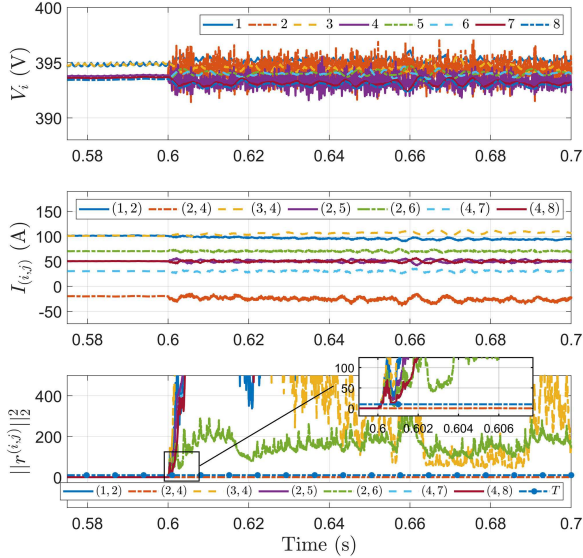 1 2 3 4 5 6 7 8
400
395
390
V_i (V)
0.58 0.6 0.62 0.64 0.66 0.68 0.7
(1, 2) (2, 4) (3, 4) (2, 5) (2, 6) (4, 7) (4, 8)
150
100
50
0
-50
I_(i,j) (A)
0.58 0.6 0.62 0.64 0.66 0.68 0.7
400
200
0
||r^(i,j)||_2^2
100
50
0
0.6 0.602 0.604 0.606
(1, 2) (2, 4) (3, 4) (2, 5) (2, 6) (4, 7) (4, 8) T
0.58 0.6 0.62 0.64 0.66 0.68 0.7
Time (s)